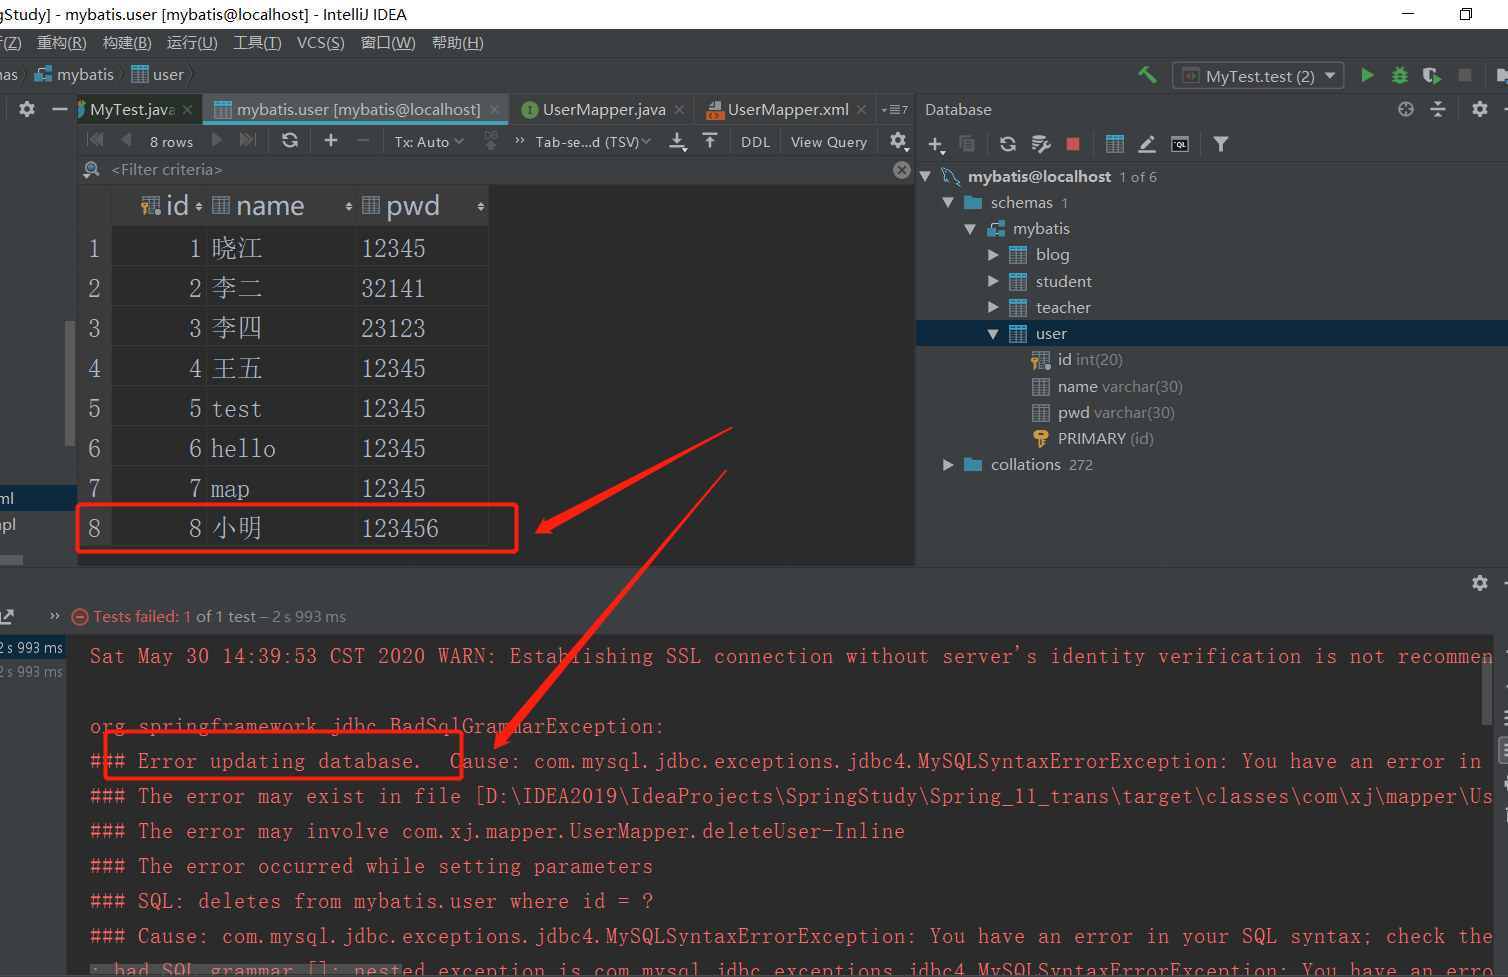 gStudy] - mybatis.user [mybatis@localhost] - IntelliJ IDEA
(Z) 重构(R) 构建(B) 运行(U) 工具(T) VCS(S) 窗口(W) 帮助(H)
mybatis user
MyTest.test (2)
MyTest.java mybatis.user [mybatis@localhost] UserMapper.java UserMapper.xml 7
Database
8 rows Tx: Auto DB Tab-se...d (TSV) DDL View Query
<Filter criteria>
id name pwd
1 1 晓江 12345
2 2 李二 32141
3 3 李四 23123
4 4 王五 12345
5 5 test 12345
6 6 hello 12345
7 7 map 12345
8 8 小明 123456
QL
mybatis@localhost 1 of 6
schemas 1
mybatis
blog
student
teacher
user
id int(20)
name varchar(30)
pwd varchar(30)
PRIMARY (id)
collations 272
ml
pl
Tests failed: 1 of 1 test – 2 s 993 ms
2 s 993 ms
2 s 993 ms
Sat May 30 14:39:53 CST 2020 WARN: Establishing SSL connection without server's identity verification is not recommen
org.springframework.jdbc.BadSqlGrammarException:
### Error updating database. Cause: com.mysql.jdbc.exceptions.jdbc4.MySQLSyntaxErrorException: You have an error in
### The error may exist in file [D:\IDEA2019\IdeaProjects\SpringStudy\Spring_11_trans\target\classes\com\xj\mapper\Us
### The error may involve com.xj.mapper.UserMapper.deleteUser-Inline
### The error occurred while setting parameters
### SQL: deletes from mybatis.user where id = ?
### Cause: com.mysql.jdbc.exceptions.jdbc4.MySQLSyntaxErrorException: You have an error in your SQL syntax; check the
; bad SQL grammar []; nested exception is com.mysql.jdbc.exceptions.jdbc4.MySQLSyntaxErrorException: You have an erro